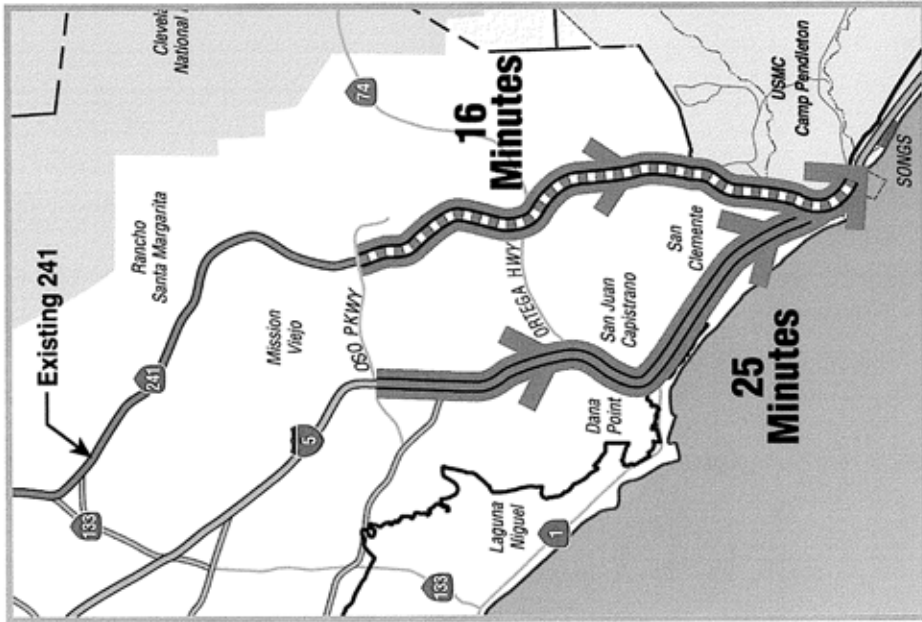 Existing 241
Cleve
National
Rancho
Santa Margarita
241
74
133
5
Mission
Viejo
OSO PKWY
16
Minutes
ORTEGA HWY
USMC
Camp Pendleton
133
Laguna
Niguel
1
Dana
Point
San Juan
Capistrano
San
Clemente
SONGS
25
Minutes